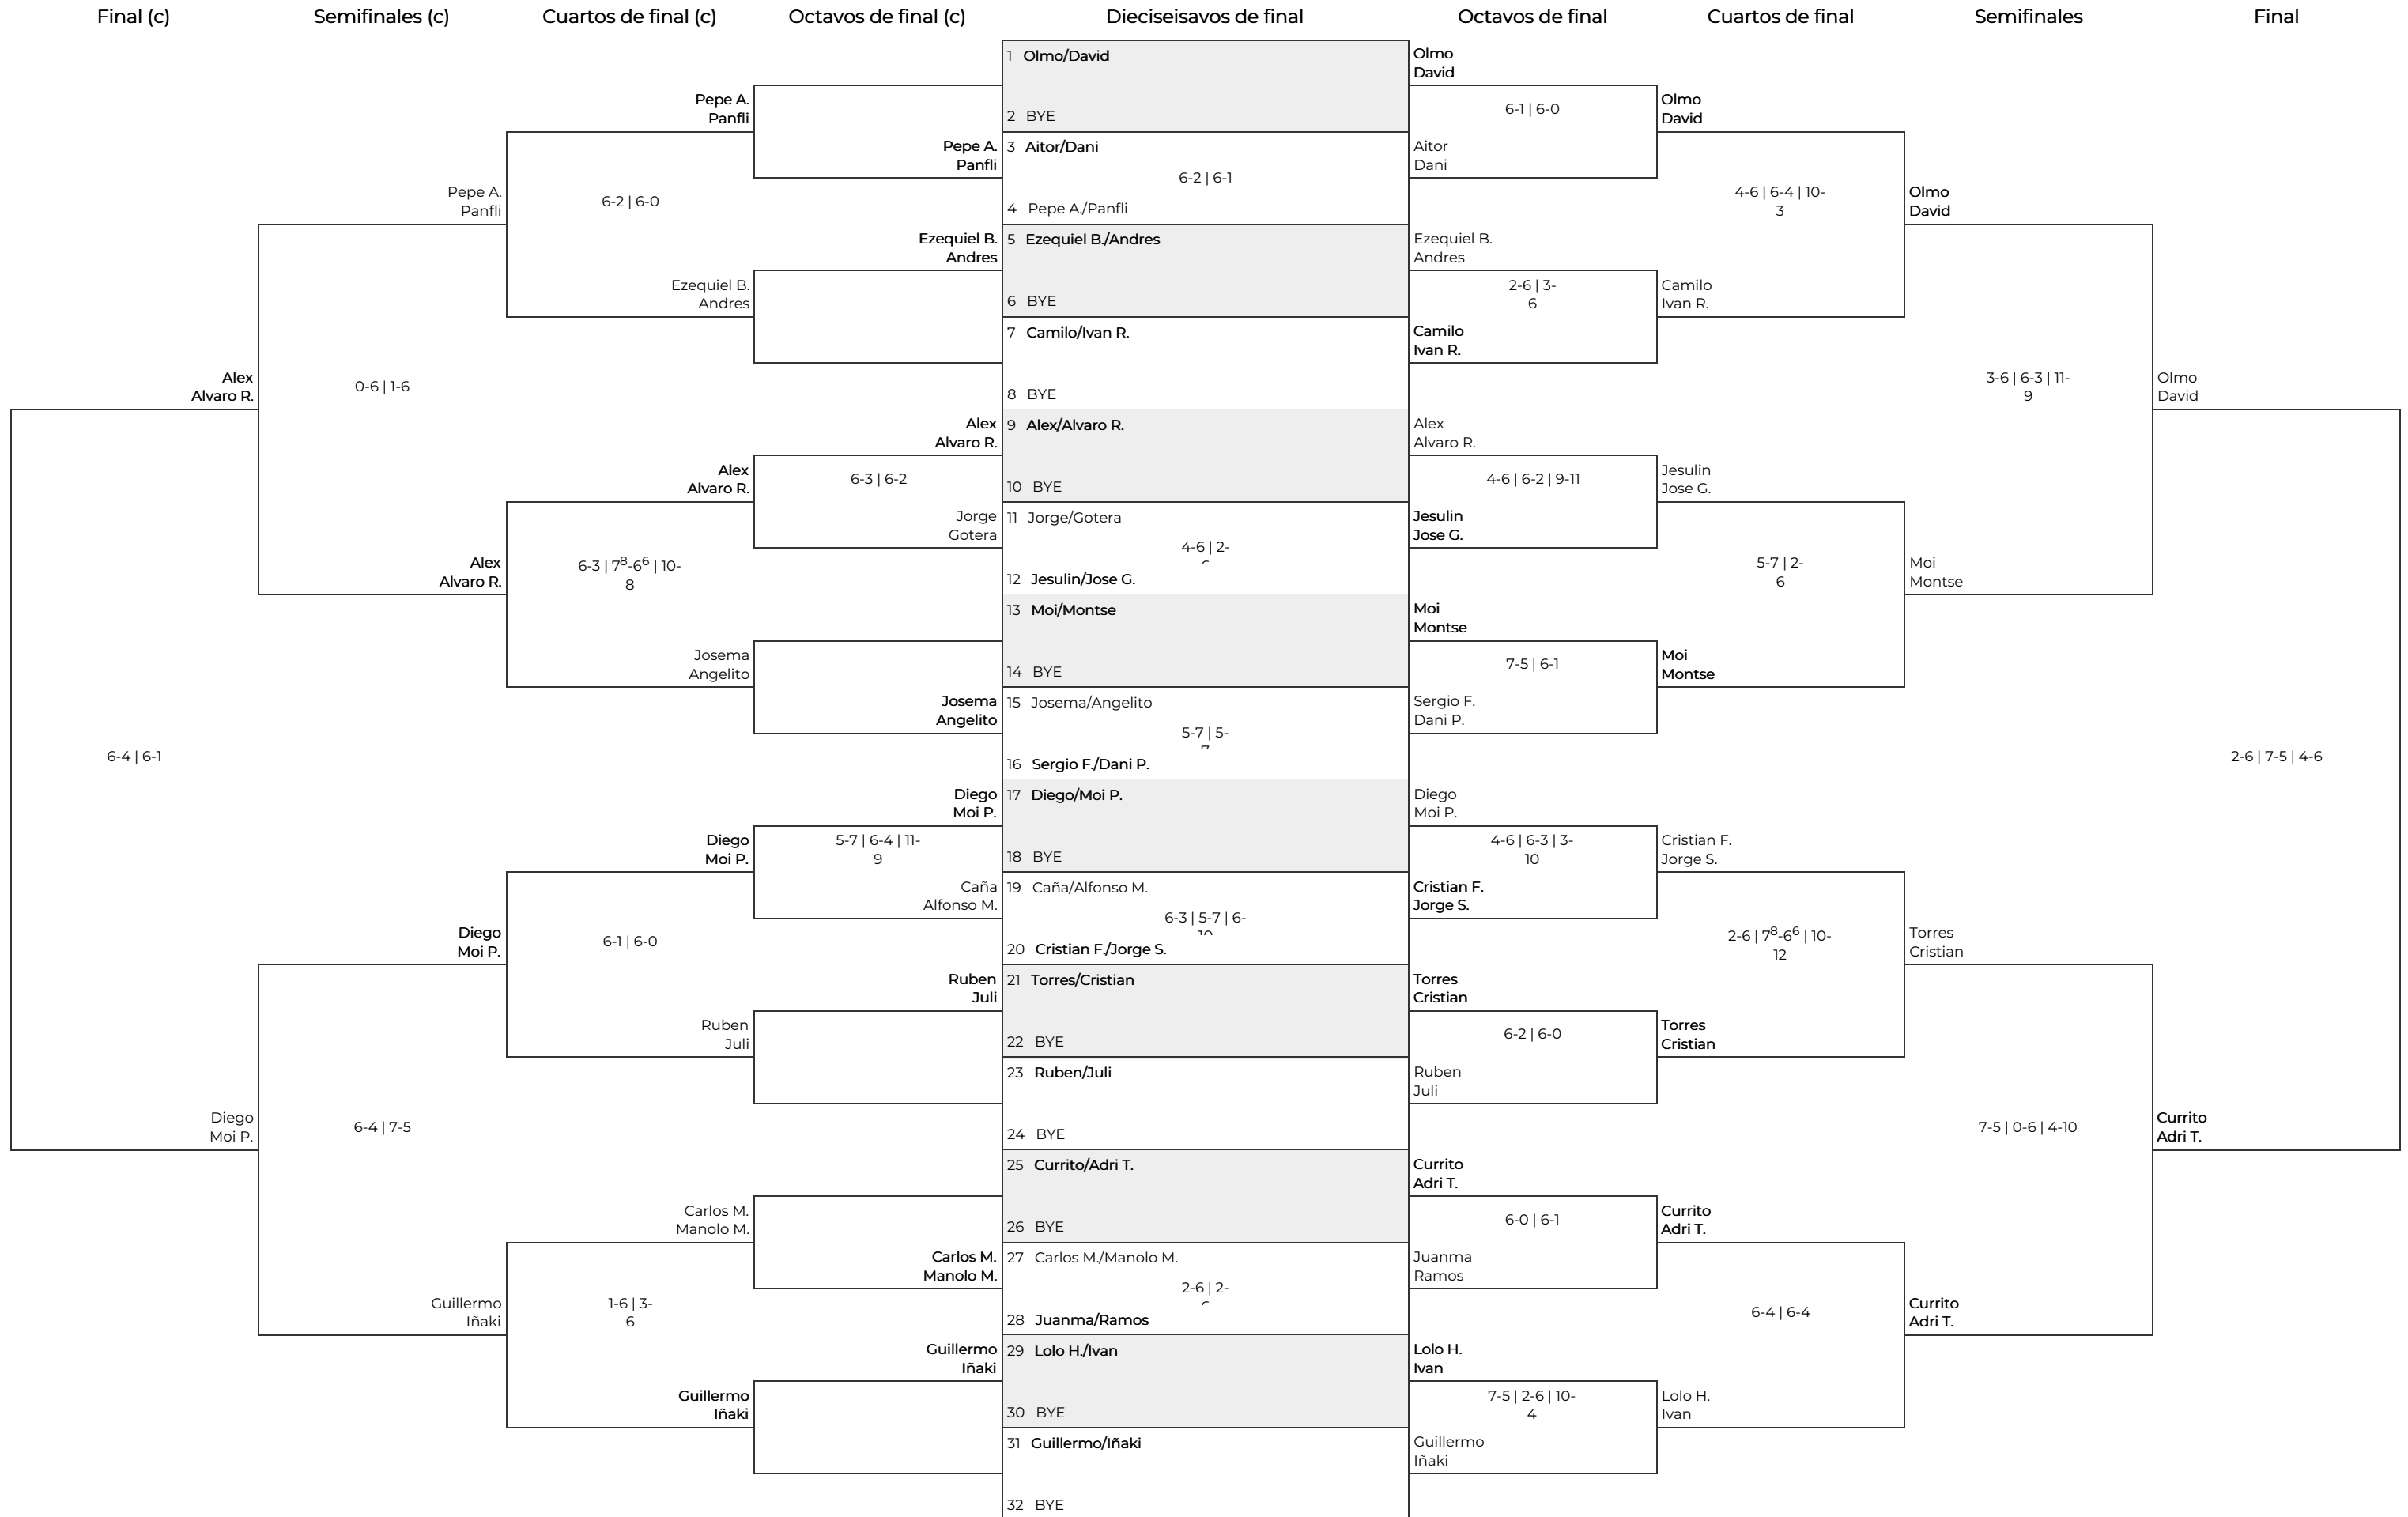 Final (c)
Semifinales (c)
Cuartos de final (c)
Octavos de final (c)
Dieciseisavos de final
Octavos de final
Cuartos de final
Semifinales
Final
Alex
Alvaro R.
6-4 | 6-1
Diego
Moi P.
Pepe A.
Panfli
0-6 | 1-6
Alex
Alvaro R.
Diego
Moi P.
6-4 | 7-5
Guillermo
Iñaki
Pepe A.
Panfli
6-2 | 6-0
Ezequiel B.
Andres
Alex
Alvaro R.
6-3 | 7⁸-6⁶ | 10-
8
Josema
Angelito
Diego
Moi P.
6-1 | 6-0
Ruben
Juli
Carlos M.
Manolo M.
1-6 | 3-
6
Guillermo
Iñaki
Pepe A.
Panfli
Ezequiel B.
Andres
Alex
Alvaro R.
6-3 | 6-2
Jorge
Gotera
Josema
Angelito
Diego
Moi P.
5-7 | 6-4 | 11-
9
Caña
Alfonso M.
Ruben
Juli
Carlos M.
Manolo M.
Guillermo
Iñaki
1 Olmo/David
2 BYE
3 Aitor/Dani
6-2 | 6-1
4 Pepe A./Panfli
5 Ezequiel B./Andres
6 BYE
7 Camilo/Ivan R.
8 BYE
9 Alex/Alvaro R.
10 BYE
11 Jorge/Gotera
4-6 | 2-
12 Jesulin/Jose G.
13 Moi/Montse
14 BYE
15 Josema/Angelito
5-7 | 5-
7
16 Sergio F./Dani P.
17 Diego/Moi P.
18 BYE
19 Caña/Alfonso M.
6-3 | 5-7 | 6-
10
20 Cristian F./Jorge S.
21 Torres/Cristian
22 BYE
23 Ruben/Juli
24 BYE
25 Currito/Adri T.
26 BYE
27 Carlos M./Manolo M.
2-6 | 2-
28 Juanma/Ramos
29 Lolo H./Ivan
30 BYE
31 Guillermo/Iñaki
32 BYE
Olmo
David
6-1 | 6-0
Aitor
Dani
Ezequiel B.
Andres
2-6 | 3-
6
Camilo
Ivan R.
Alex
Alvaro R.
4-6 | 6-2 | 9-11
Jesulin
Jose G.
Moi
Montse
7-5 | 6-1
Sergio F.
Dani P.
Diego
Moi P.
4-6 | 6-3 | 3-
10
Cristian F.
Jorge S.
Torres
Cristian
6-2 | 6-0
Ruben
Juli
Currito
Adri T.
6-0 | 6-1
Juanma
Ramos
Lolo H.
Ivan
7-5 | 2-6 | 10-
4
Guillermo
Iñaki
Olmo
David
4-6 | 6-4 | 10-
3
Camilo
Ivan R.
Jesulin
Jose G.
5-7 | 2-
6
Moi
Montse
Cristian F.
Jorge S.
2-6 | 7⁸-6⁶ | 10-
12
Torres
Cristian
Currito
Adri T.
6-4 | 6-4
Lolo H.
Ivan
Olmo
David
3-6 | 6-3 | 11-
9
Moi
Montse
Torres
Cristian
7-5 | 0-6 | 4-10
Currito
Adri T.
Olmo
David
2-6 | 7-5 | 4-6
Currito
Adri T.